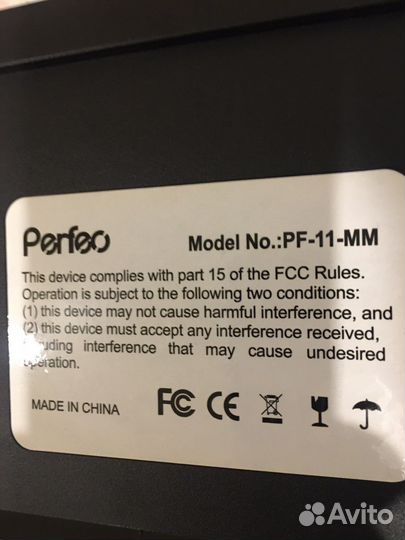 Perfeo
Model No.:PF-11-MM
This device complies with part 15 of the FCC Rules.
Operation is subject to the following two conditions:
(1) this device may not cause harmful interference, and
(2) this device must accept any interference received,
including interference that may cause undesired
operation.
MADE IN CHINA
FC CE
Avito